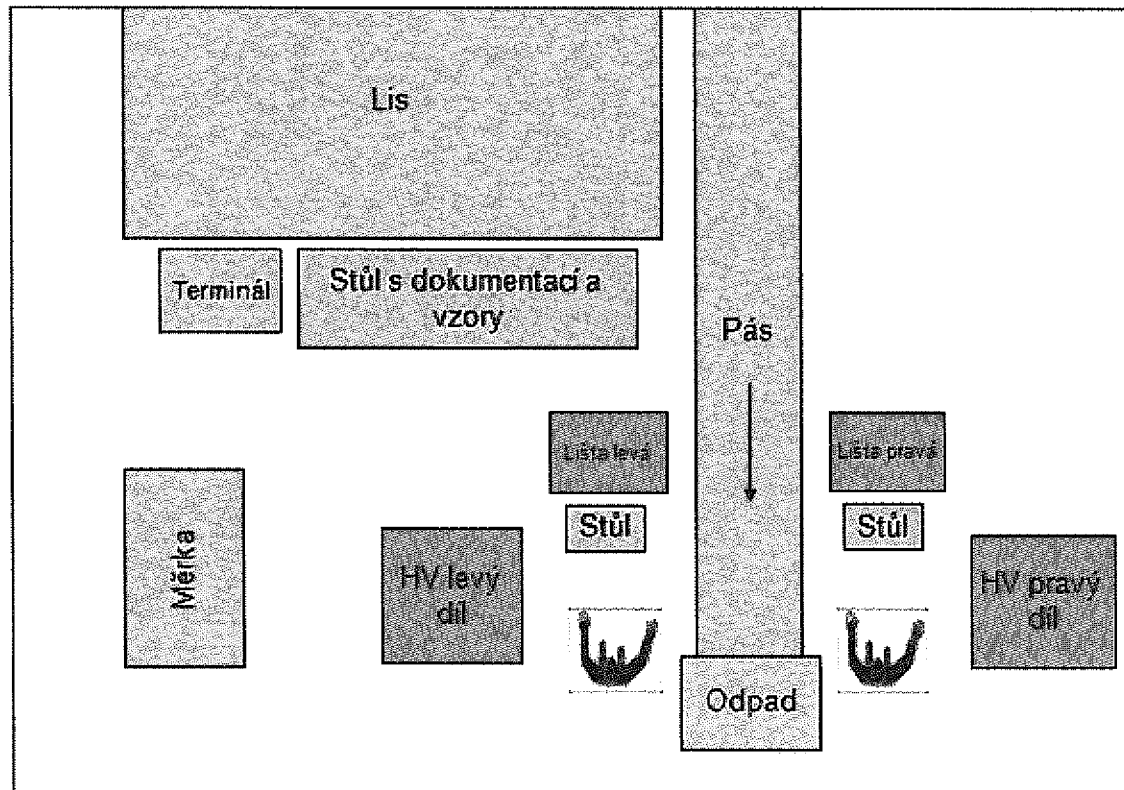 Lis
Terminál
Stůl s dokumentací a
vzory
Pás
Lišta levá
Lišta pravá
Stůl
Stůl
Měrka
HV levý
díl
HV pravý
díl
Odpad